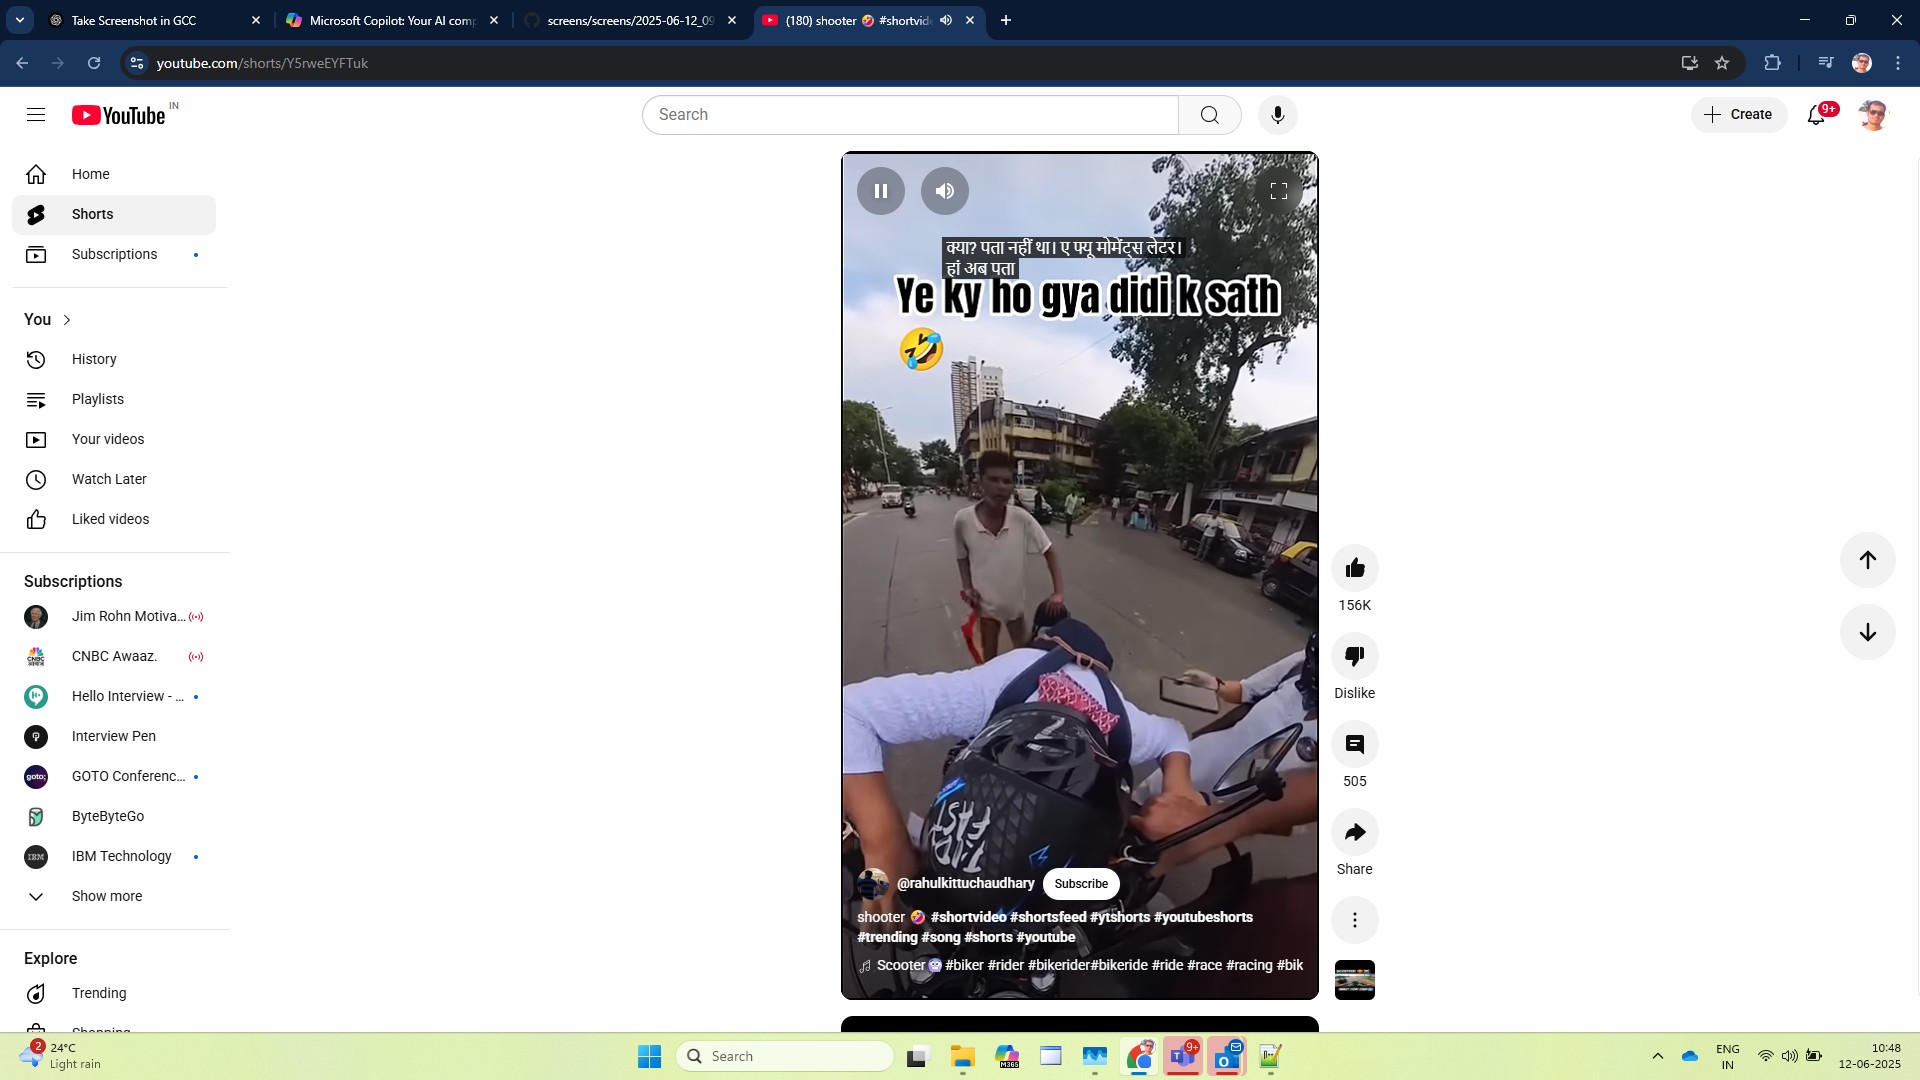 Take Screenshot in GCC
Microsoft Copilot: Your AI comp
screens/screens/2025-06-12_09
(180) shooter 🤣 #shortvid
youtube.com/shorts/Y5rweEYFTuk
YouTube IN
Search
Create
9+
Home
Shorts
Subscriptions
You
History
Playlists
Your videos
Watch Later
Liked videos
Subscriptions
Jim Rohn Motiva...
CNBC Awaaz.
Hello Interview - ...
Interview Pen
GOTO Conferenc...
ByteByteGo
IBM Technology
Show more
Explore
Trending
Shopping
क्या? पता नहीं था। ए फ्यू मोमेंट्स लेटर।
हां अब पता
Ye ky ho gya didi k sath
🤣
FAST
@rahulkittuchaudhary Subscribe
shooter 🤣 #shortvideo #shortsfeed #ytshorts #youtubeshorts
#trending #song #shorts #youtube
Scooter🥶#biker #rider #bikerider#bikeride #ride #race #racing #bik
156K
Dislike
505
Share
2
24°C
Light rain
Search
M365
9+
ENG
IN
10:48
12-06-2025